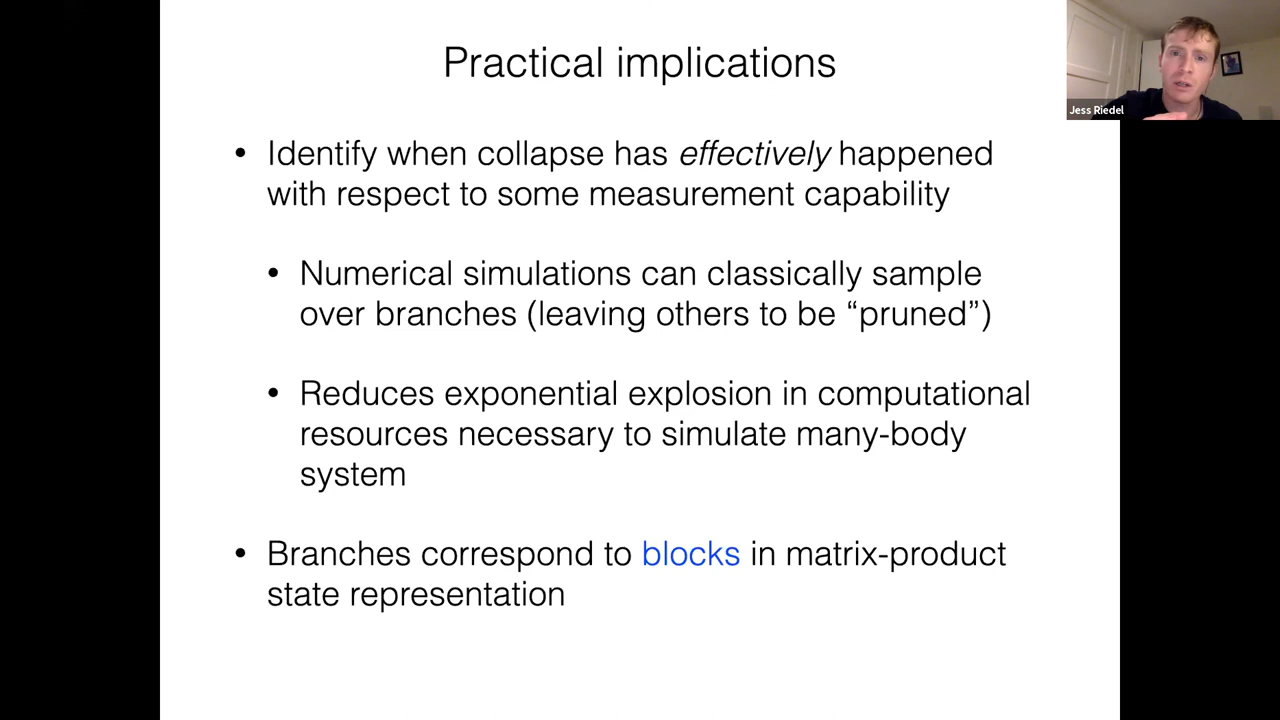 Practical implications
Jess Riedel
• Identify when collapse has effectively happened
with respect to some measurement capability
• Numerical simulations can classically sample
over branches (leaving others to be “pruned”)
• Reduces exponential explosion in computational
resources necessary to simulate many-body
system
• Branches correspond to blocks in matrix-product
state representation